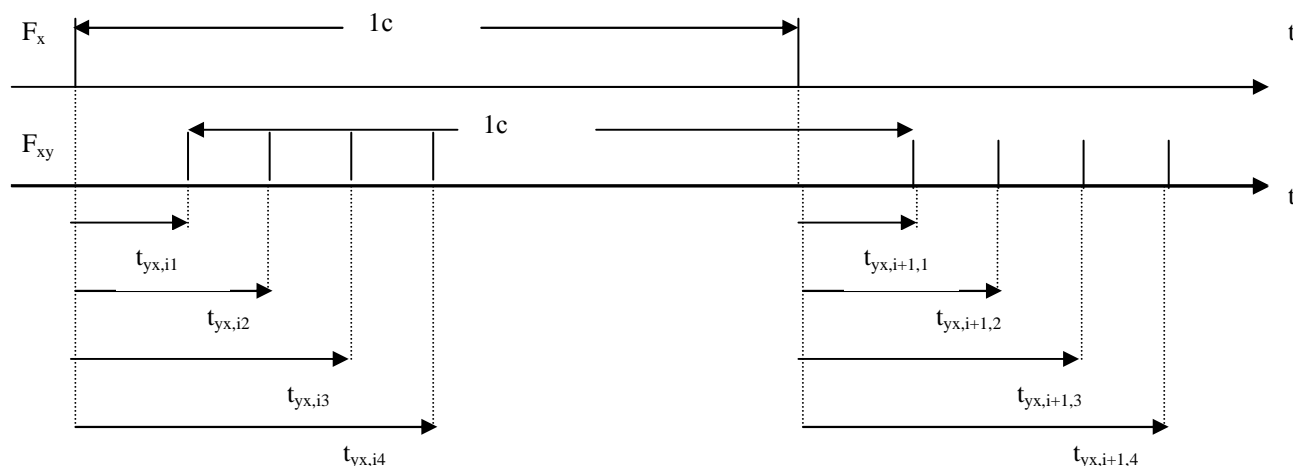 F_x 1c t
F_xy 1c t
t_yx,i1 t_yx,i+1,1
t_yx,i2 t_yx,i+1,2
t_yx,i3 t_yx,i+1,3
t_yx,i4 t_yx,i+1,4